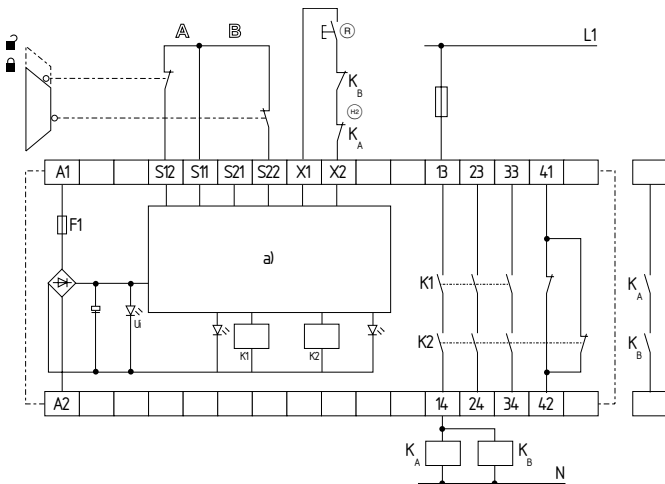 A B
R
L1
K B
H2
K A
A1 S12 S11 S21 S22 X1 X2 13 23 33 41
F1
a)
K1
K A
Ui
K2
K B
K1 K2
A2 14 24 34 42
K A K B
N